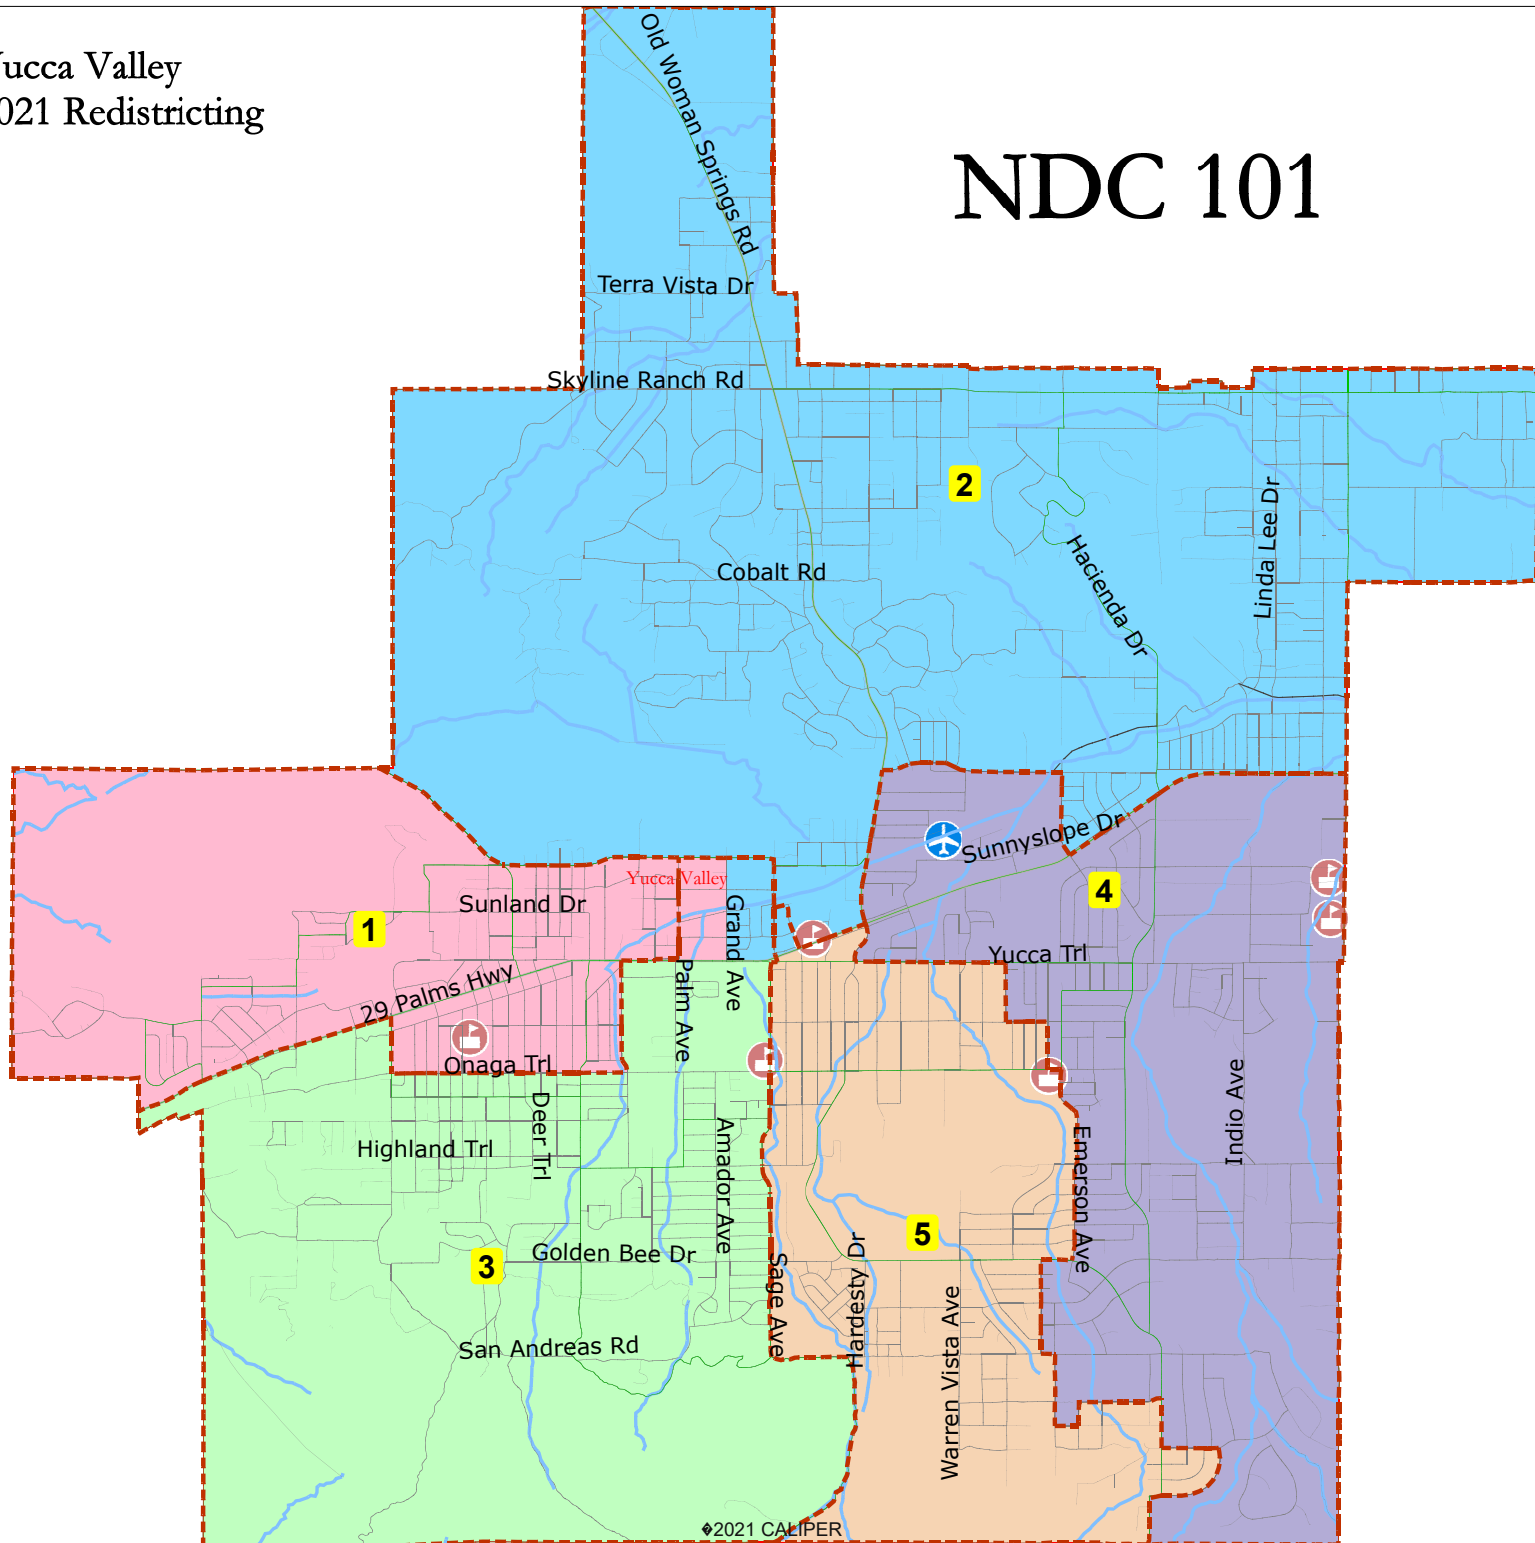 ucca Valley
021 Redistricting
NDC 101
Old Woman Springs Rd
Terra Vista Dr
Skyline Ranch Rd
2
Linda Lee Dr
Hacienda Dr
Cobalt Rd
Sunnyslope Dr
Yucca Valley
4
Sunland Dr
Grand Ave
1
Yucca Trl
29 Palms Hwy
Palm Ave
Onaga Trl
Indio Ave
Deer Trl
Highland Trl
Amador Ave
Emerson Ave
5
Golden Bee Dr
3
Sage Ave
Hardesty Dr
Warren Vista Ave
San Andreas Rd
�2021 CALIPER